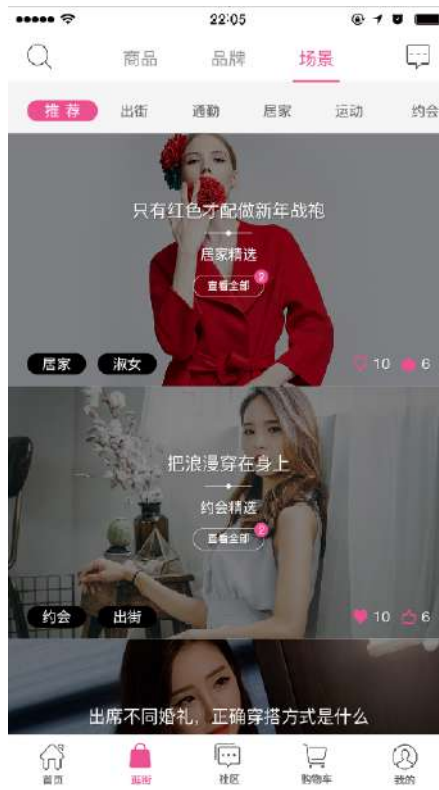 22:05
商品 品牌 场景
推荐 出街 通勤 居家 运动 约会
只有红色才配做新年战袍
居家精选
查看全部 2
居家 淑女 10 6
把浪漫穿在身上
约会精选
查看全部 2
约会 出街 10 6
出席不同婚礼，正确穿搭方式是什么
首页 逛街 社区 购物车 我的